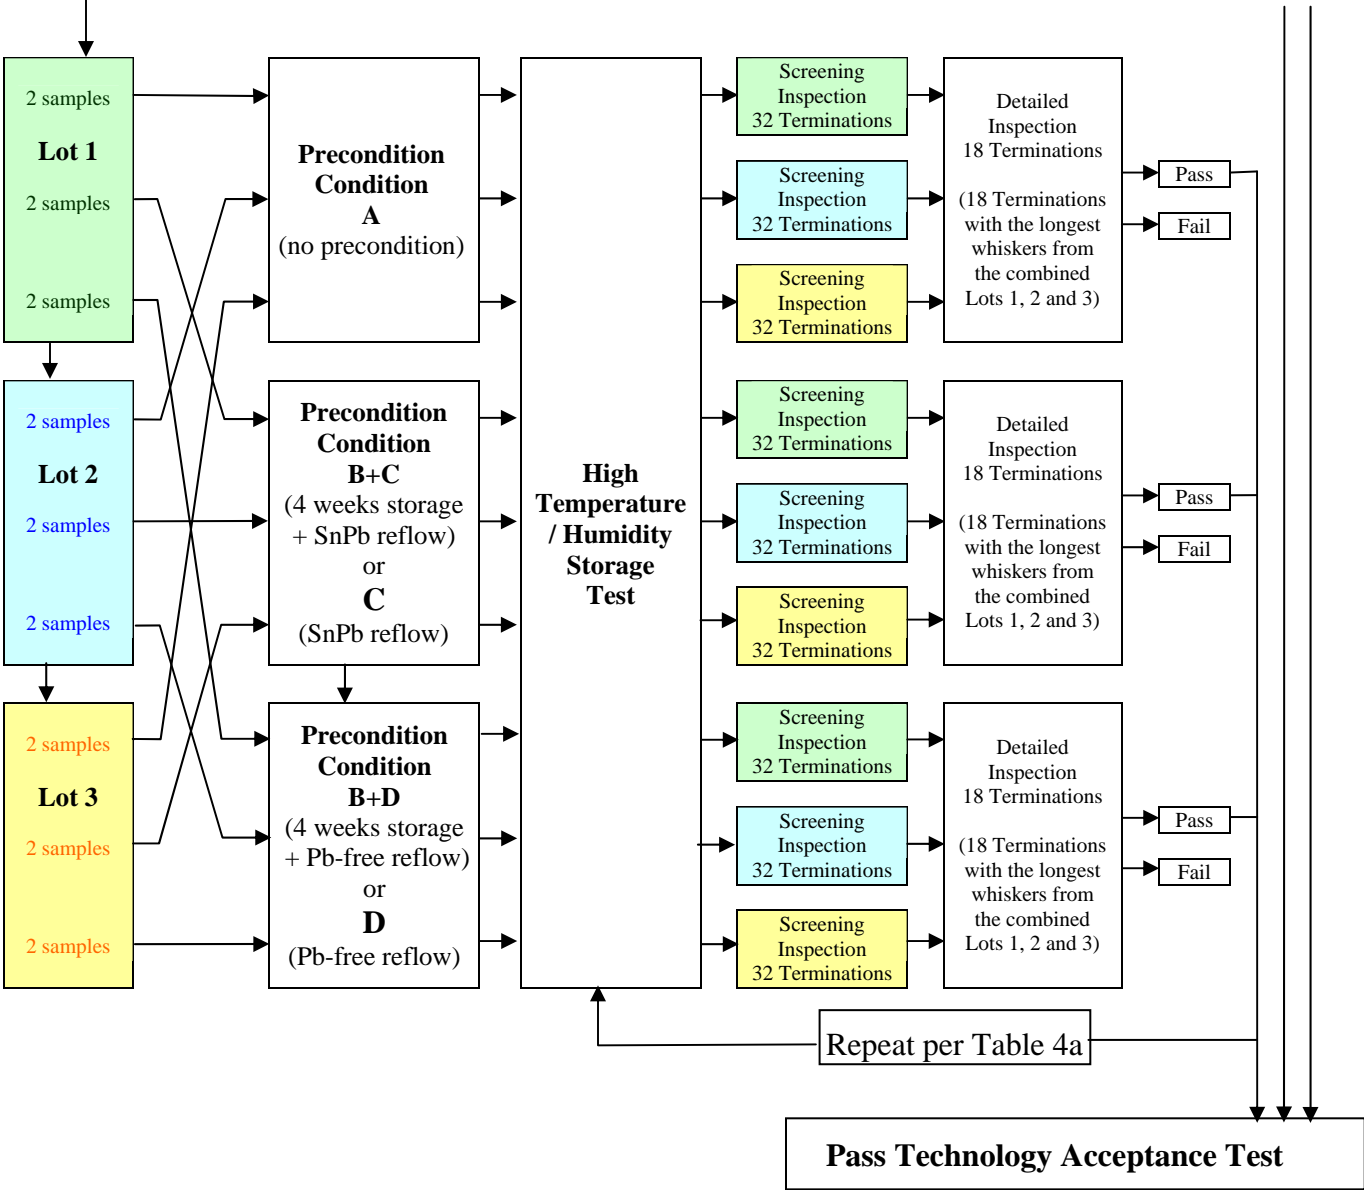 2 samples
Lot 1
2 samples
2 samples
2 samples
Lot 2
2 samples
2 samples
2 samples
Lot 3
2 samples
2 samples
Precondition
Condition
A
(no precondition)
Precondition
Condition
B+C
(4 weeks storage
+ SnPb reflow)
or
C
(SnPb reflow)
Precondition
Condition
B+D
(4 weeks storage
+ Pb-free reflow)
or
D
(Pb-free reflow)
High
Temperature
/ Humidity
Storage
Test
Screening
Inspection
32 Terminations
Screening
Inspection
32 Terminations
Screening
Inspection
32 Terminations
Screening
Inspection
32 Terminations
Screening
Inspection
32 Terminations
Screening
Inspection
32 Terminations
Screening
Inspection
32 Terminations
Screening
Inspection
32 Terminations
Screening
Inspection
32 Terminations
Detailed
Inspection
18 Terminations
(18 Terminations
with the longest
whiskers from
the combined
Lots 1, 2 and 3)
Pass
Fail
Detailed
Inspection
18 Terminations
(18 Terminations
with the longest
whiskers from
the combined
Lots 1, 2 and 3)
Pass
Fail
Detailed
Inspection
18 Terminations
(18 Terminations
with the longest
whiskers from
the combined
Lots 1, 2 and 3)
Pass
Fail
Repeat per Table 4a
Pass Technology Acceptance Test